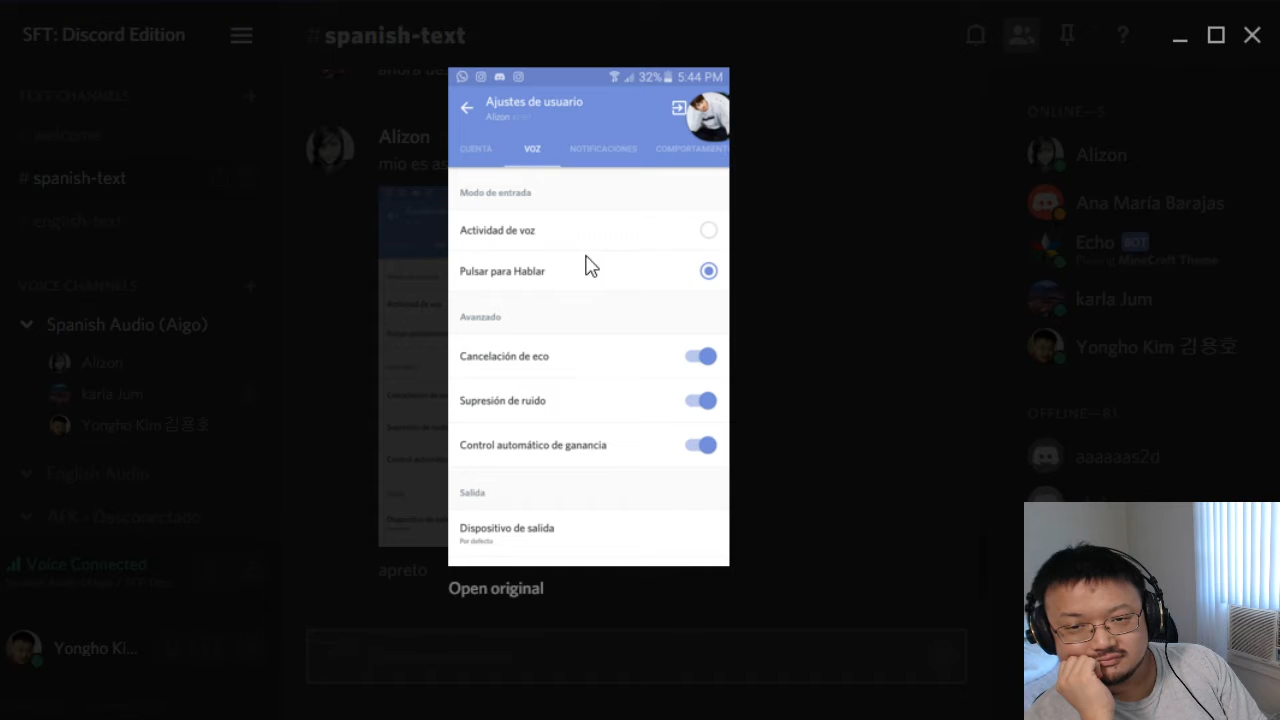 SFT: Discord Edition
# spanish-text
TEXT CHANNELS
welcome
# spanish-text
english-text
VOICE CHANNELS
Spanish Audio (Aigo)
Alizon
karla Jum
Yongho Kim 김용호
English Audio
AFK - Desconectado
Voice Connected
Yongho Ki...
Alizon
mio es as
32% 5:44 PM
Ajustes de usuario
Alizon
CUENTA VOZ NOTIFICACIONES COMPORTAMIENT
Modo de entrada
Actividad de voz
Pulsar para Hablar
Avanzado
Cancelación de eco
Supresión de ruido
Control automático de ganancia
Salida
Dispositivo de salida
Por defecto
apreto
Open original
ONLINE—5
Alizon
Ana María Barajas
Echo BOT
Playing MineCraft Theme
karla Jum
Yongho Kim 김용호
OFFLINE—81
aaaaaas2d